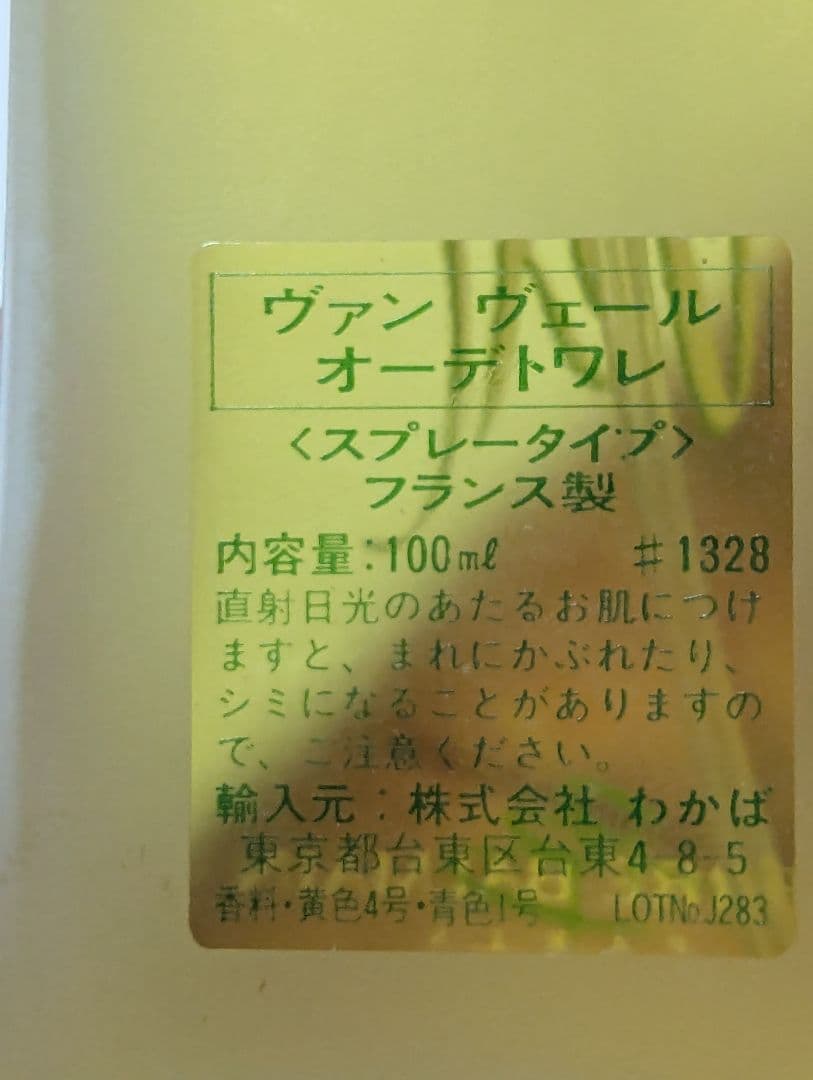 ヴァン ヴェール
オーデトワレ
〈スプレータイプ〉
フランス製
内容量:100ml #1328
直射日光のあたるお肌につけ
ますと、まれにかぶれたり、
シミになることがありますの
で、ご注意ください。
輸入元:株式会社 わかば
東京都台東区台東4-8-5
香料・黄色4号・青色1号 LOTNo.J283